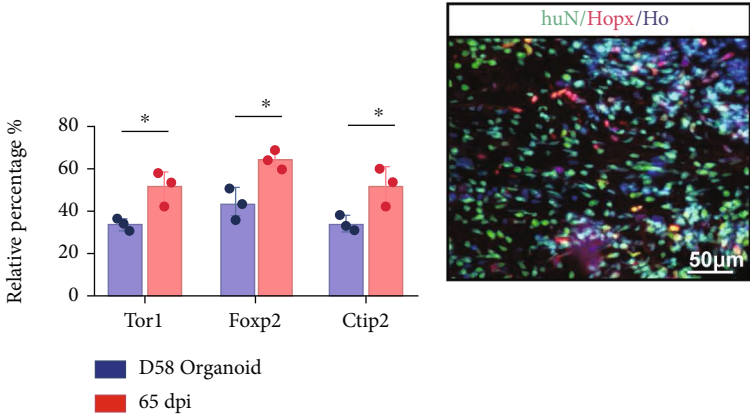 huN/Hopx/Ho
50μm
Relative percentage %
80
60
40
20
0
*
*
*
Tor1
Foxp2
Ctip2
D58 Organoid
65 dpi